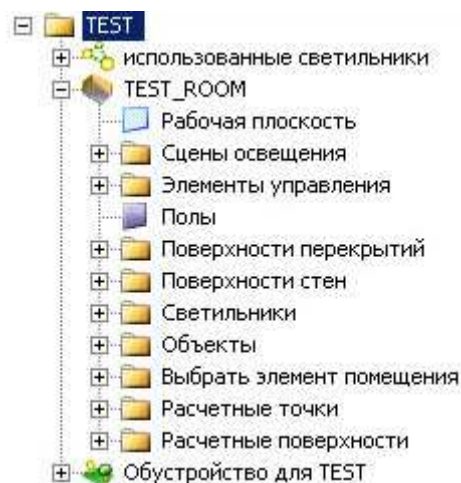 TEST
использованные светильники
TEST_ROOM
Рабочая плоскость
Сцены освещения
Элементы управления
Полы
Поверхности перекрытий
Поверхности стен
Светильники
Объекты
Выбрать элемент помещения
Расчетные точки
Расчетные поверхности
Обустройство для TEST